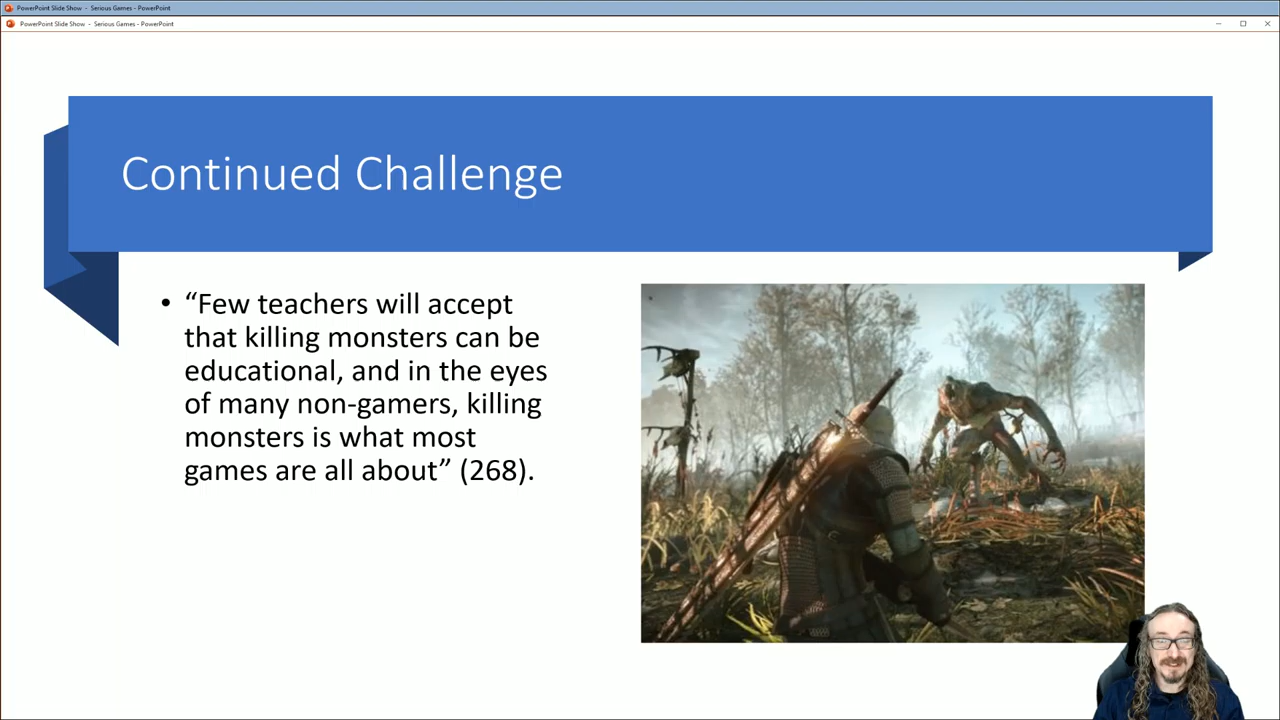 PowerPoint Slide Show - Serious Games - PowerPoint
PowerPoint Slide Show - Serious Games - PowerPoint
Continued Challenge
• “Few teachers will accept
that killing monsters can be
educational, and in the eyes
of many non-gamers, killing
monsters is what most
games are all about” (268).